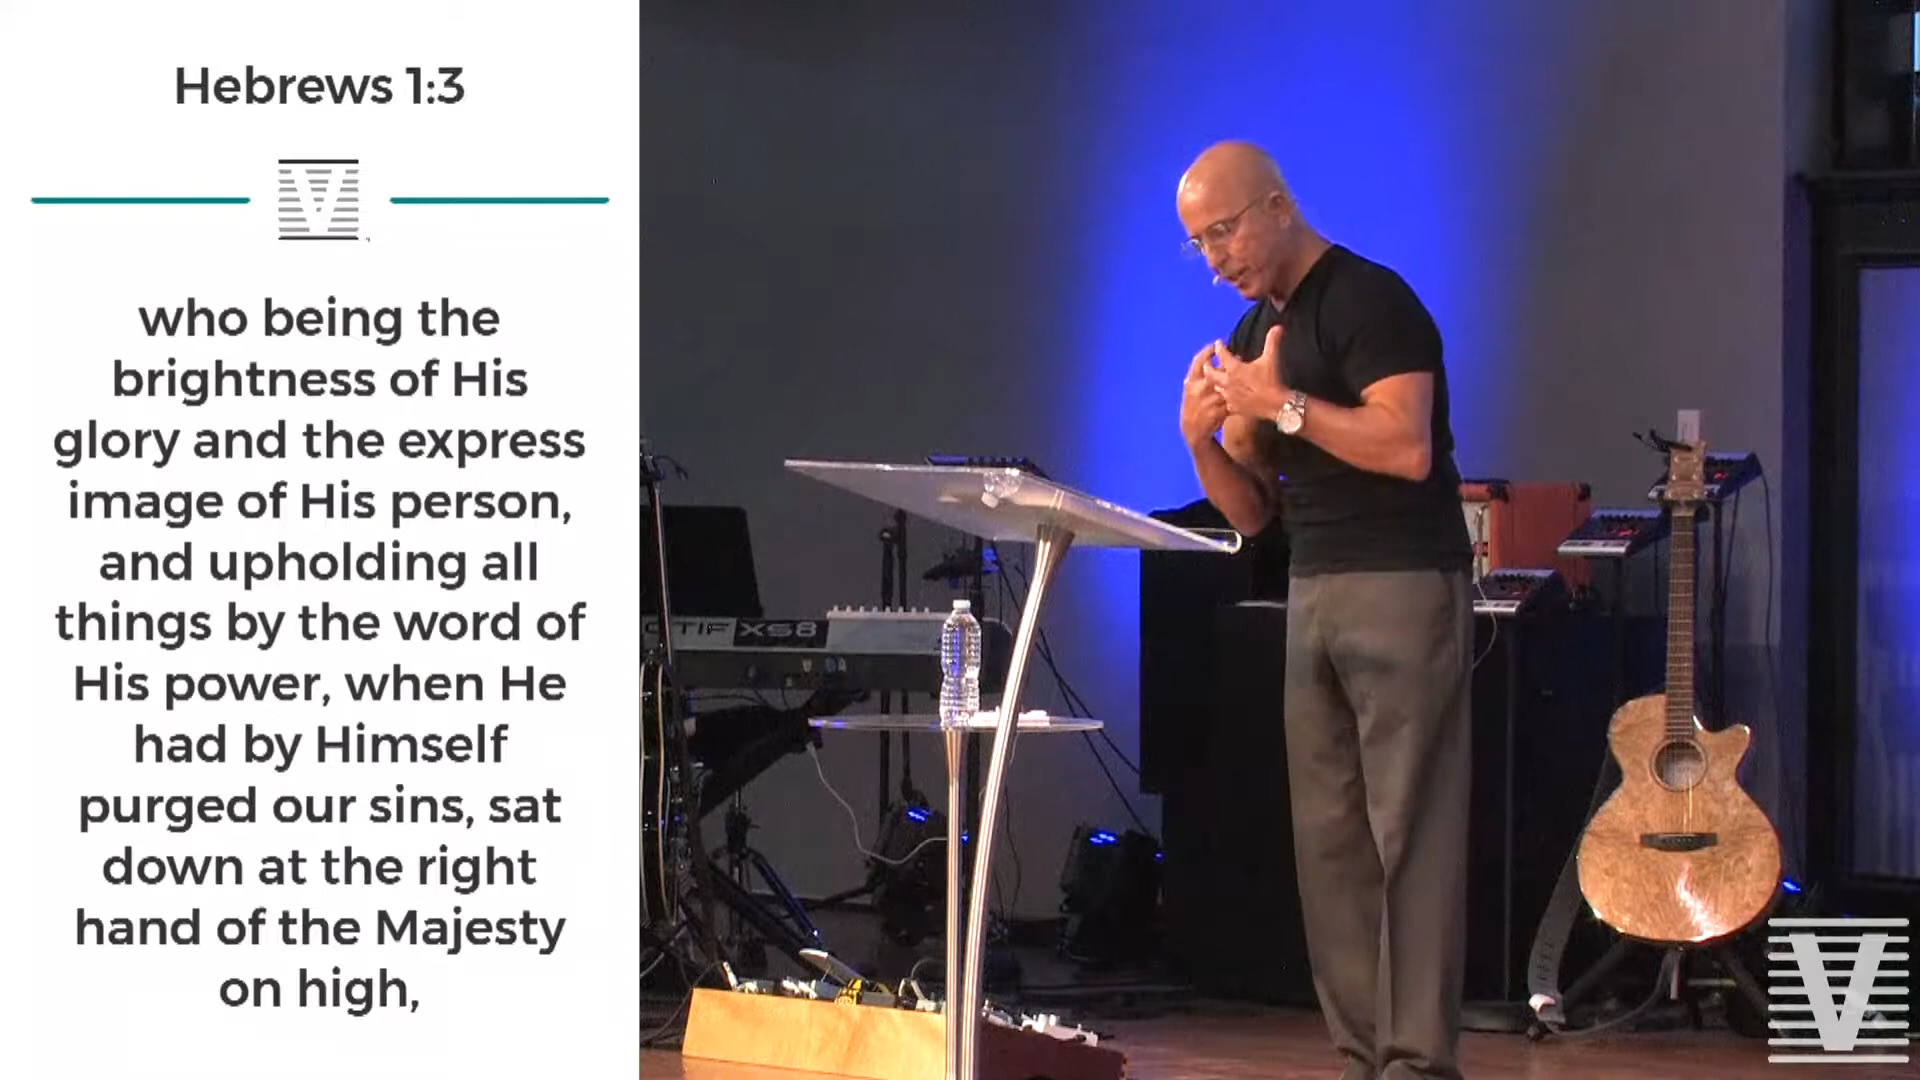 Hebrews 1:3
V
who being the
brightness of His
glory and the express
image of His person,
and upholding all
things by the word of
His power, when He
had by Himself
purged our sins, sat
down at the right
hand of the Majesty
on high,
XS8
V